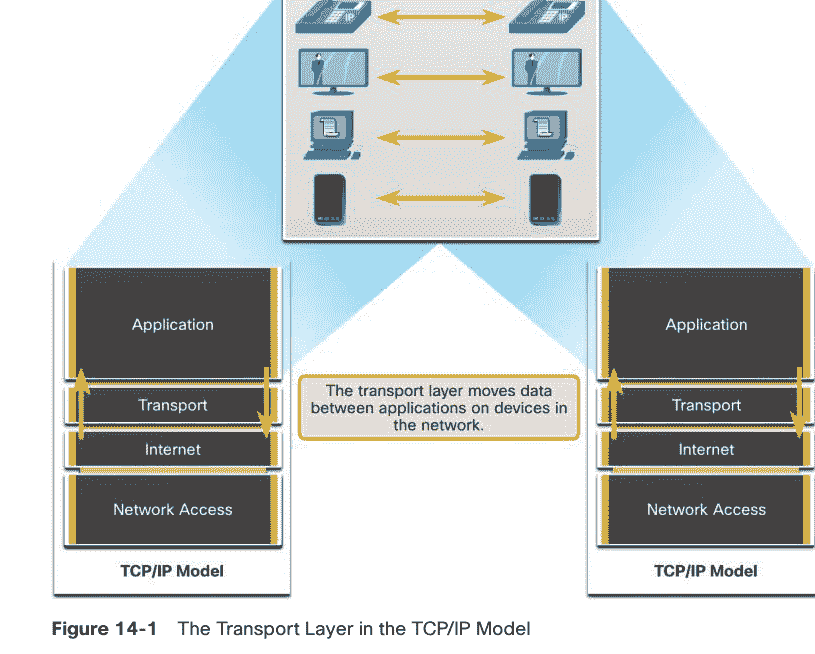 Application
Transport
Internet
Network Access
TCP/IP Model
The transport layer moves data
between applications on devices in
the network.
Application
Transport
Internet
Network Access
TCP/IP Model
Figure 14-1 The Transport Layer in the TCP/IP Model